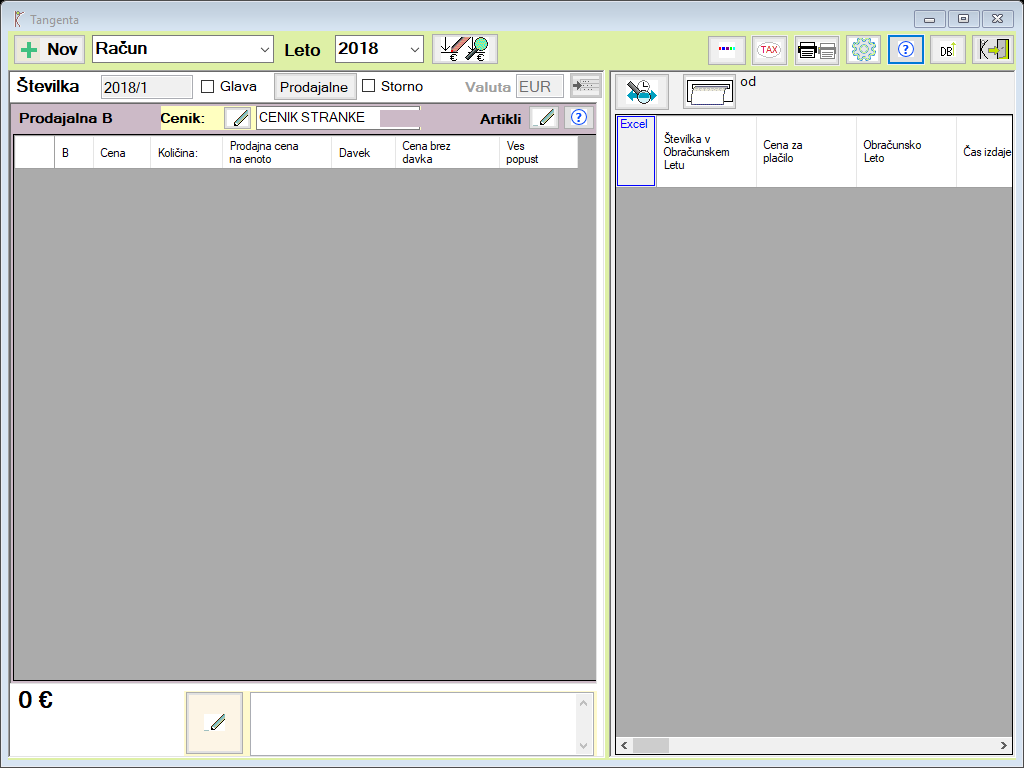 Tangenta
Nov
Račun
Leto
2018
TAX
?
DB
Številka
2018/1
Glava
Prodajalne
Storno
Valuta
EUR
od
Prodajalna B
Cenik:
CENIK STRANKE
Artikli
?
B
Cena
Količina:
Prodajna cena
na enoto
Davek
Cena brez
davka
Ves
popust
Excel
Številka v
Obračunskem
Letu
Cena za
plačilo
Obračunsko
Leto
Čas izdaje
0 €